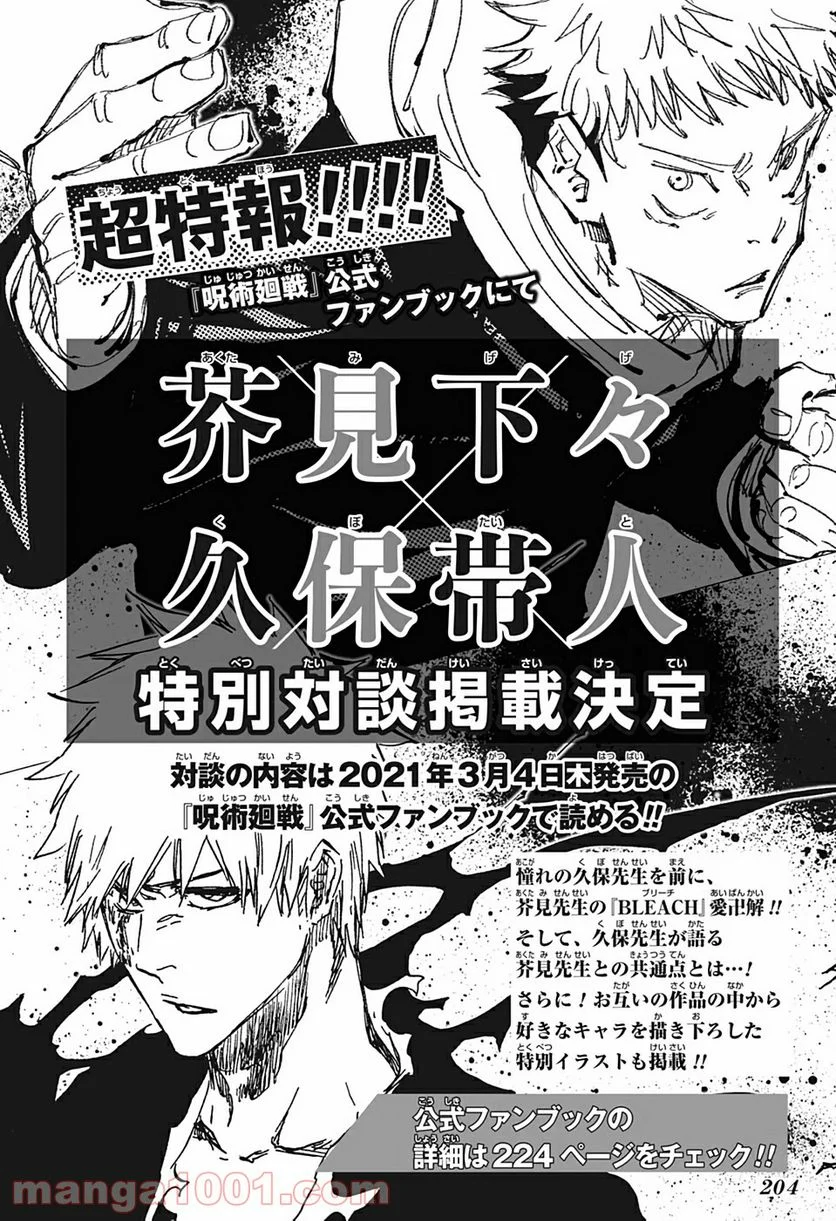 超特報!!!!
『呪術廻戦』公式
ファンブックにて
芥見下々
久保帯人
特別対談掲載決定
対談の内容は2021年3月4日木発売の
『呪術廻戦』公式ファンブックで読める!!
憧れの久保先生を前に、
芥見先生の『BLEACH』愛卍解!!
そして、久保先生が語る
芥見先生との共通点とは…!
さらに！お互いの作品の中から
好きなキャラを描き下ろした
特別イラストも掲載!!
公式ファンブックの
詳細は224ページをチェック!!
manga1001.com
204